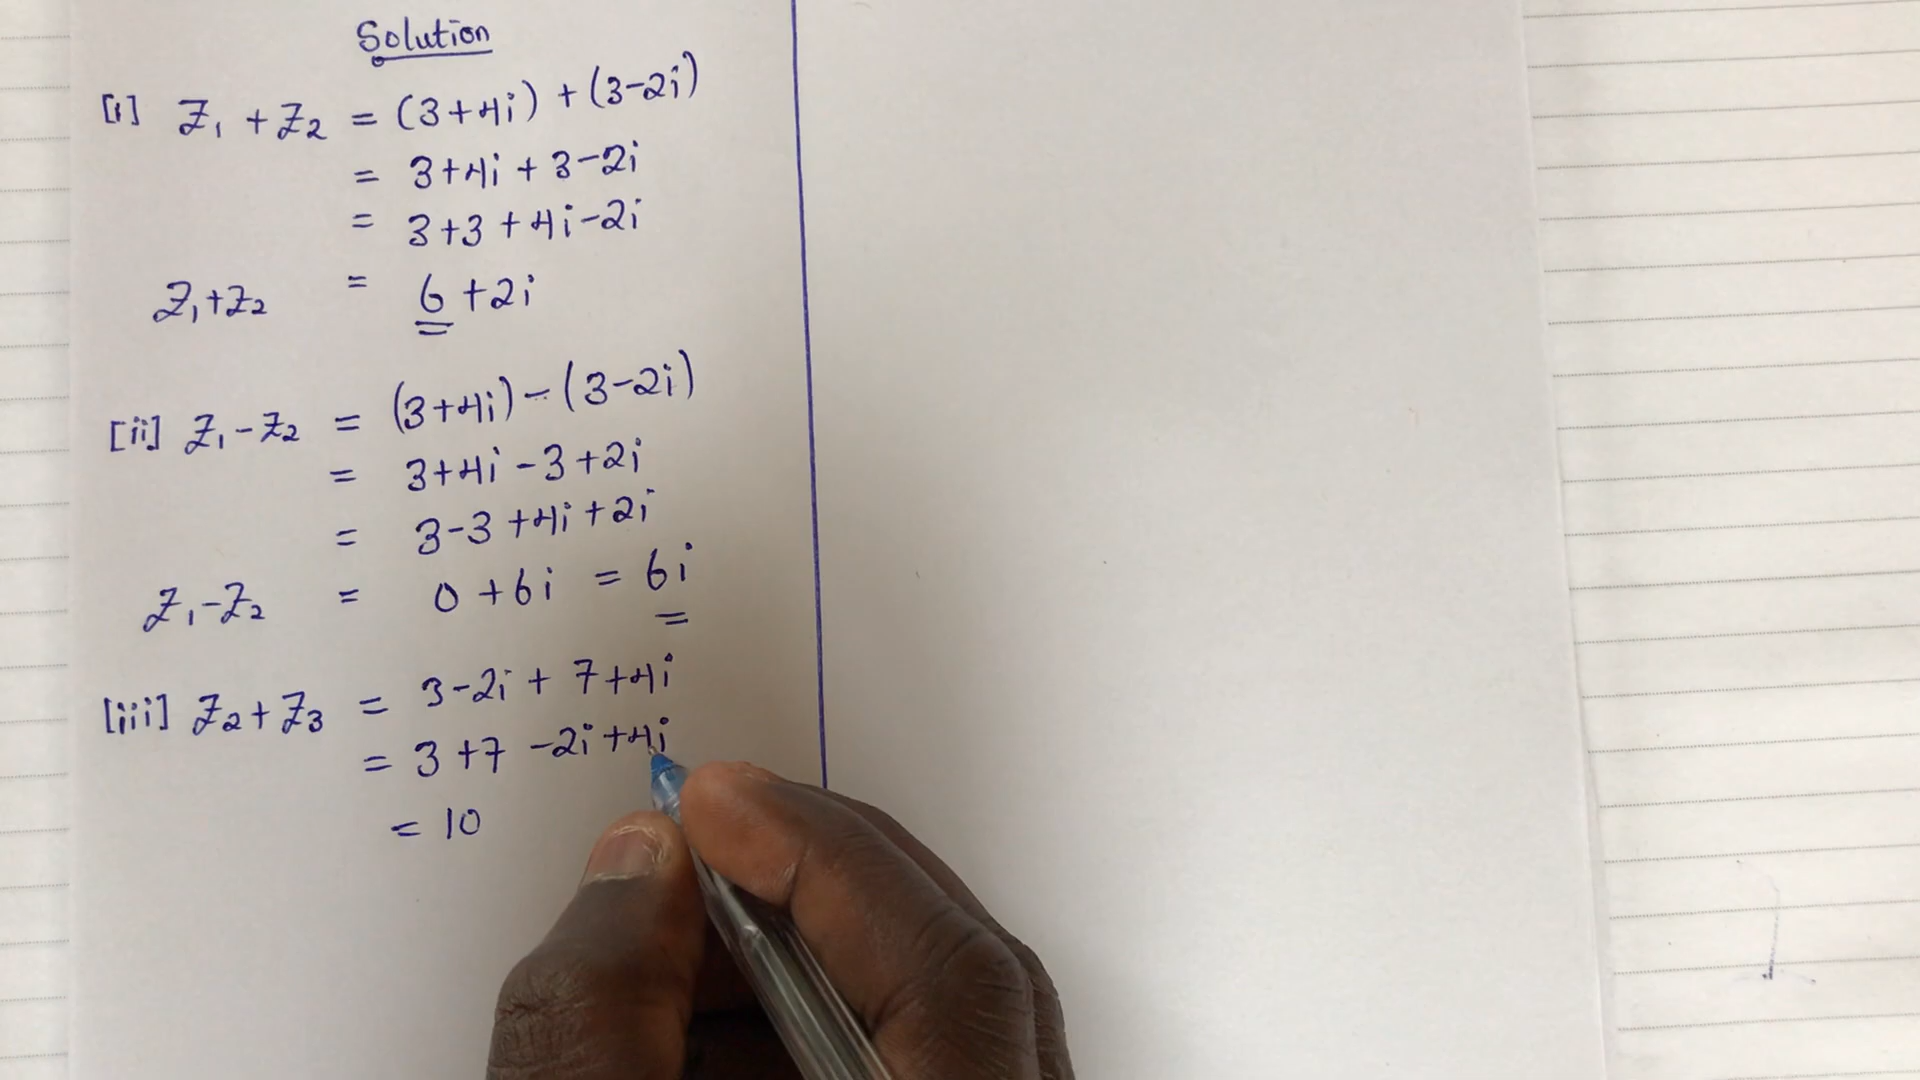 Solution
[i] Z₁ + Z₂ = (3+4i) + (3-2i)
= 3+4i + 3-2i
= 3+3 + 4i-2i
Z₁+Z₂ = 6 +2i
[ii] Z₁-Z₂ = (3+4i) - (3-2i)
= 3+4i -3 +2i
= 3-3 +4i +2i
Z₁-Z₂ = 0 +6i = 6i
[iii] Z₂+Z₃ = 3-2i + 7+4i
= 3 +7 -2i +4i
= 10